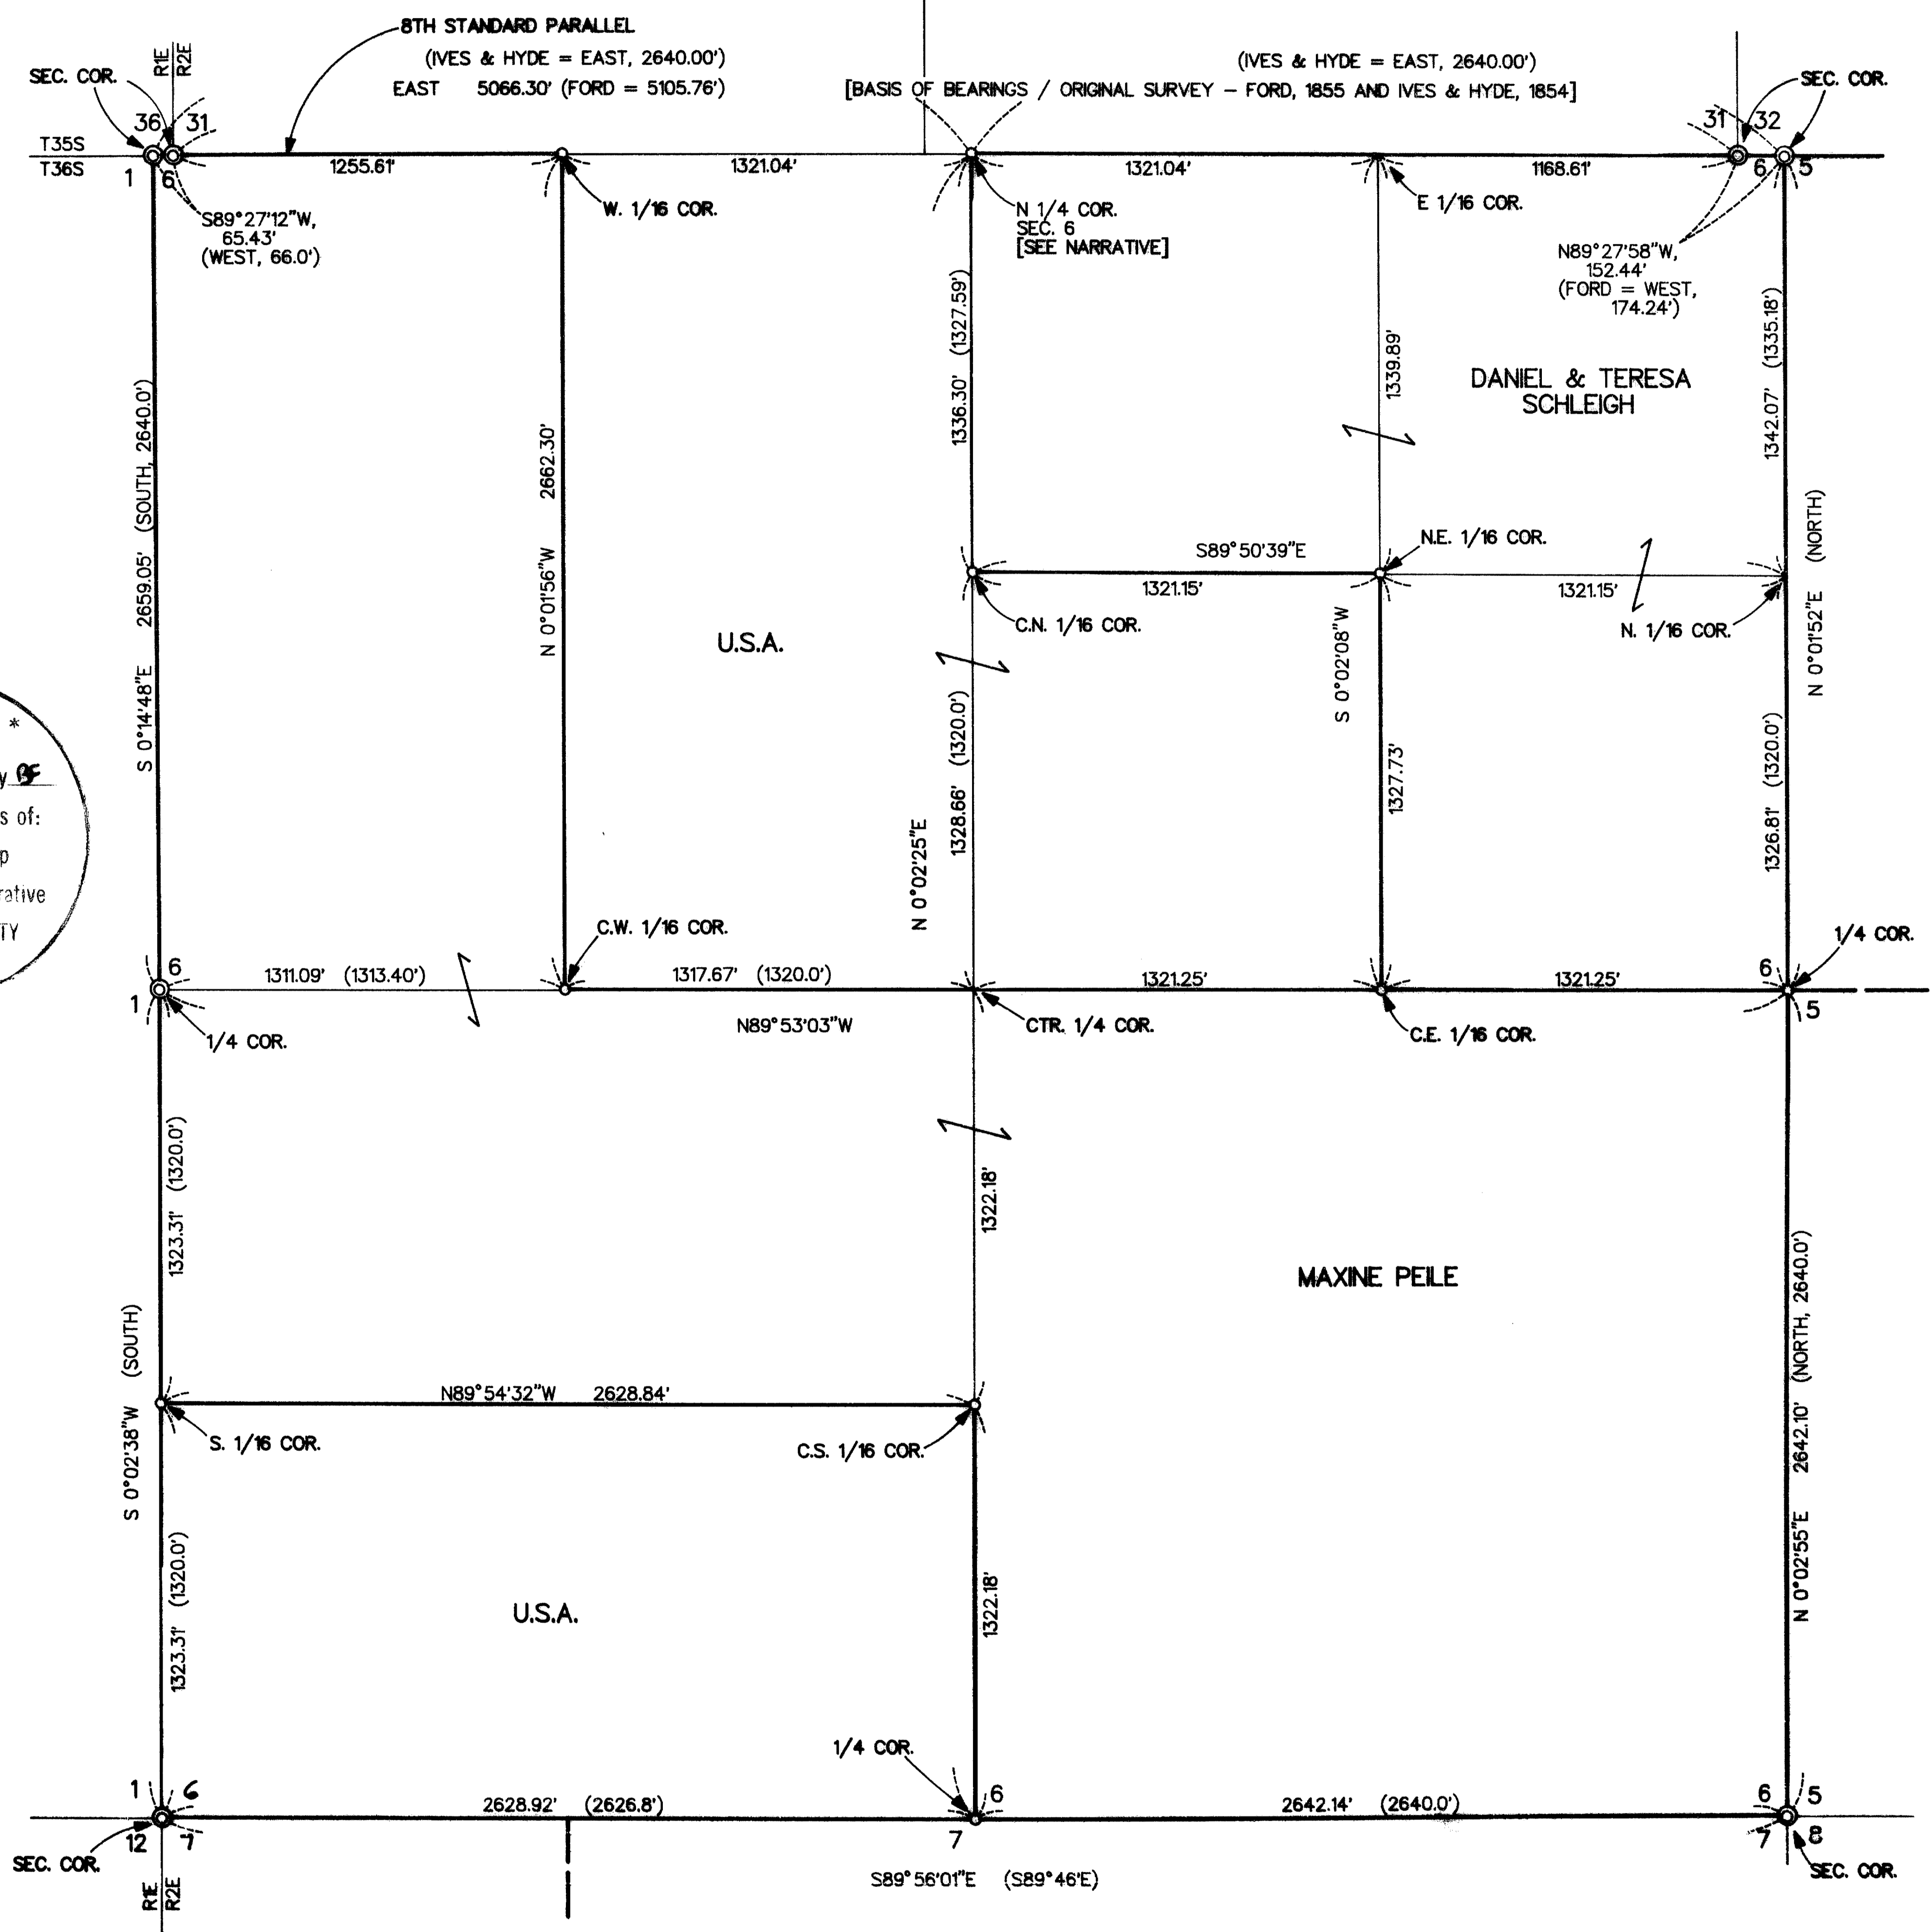 8TH STANDARD PARALLEL
(IVES & HYDE = EAST, 2640.00')
EAST 5066.30' (FORD = 5105.76')
(IVES & HYDE = EAST, 2640.00')
[BASIS OF BEARINGS / ORIGINAL SURVEY – FORD, 1855 AND IVES & HYDE, 1854]
R1E
R2E
SEC. COR.
SEC. COR.
36
31
31
32
T35S
T36S
1
6
6
5
1255.61'
1321.04'
1321.04'
1168.61'
S89°27'12"W,
65.43'
(WEST, 66.0')
W. 1/16 COR.
N 1/4 COR.
SEC. 6
[SEE NARRATIVE]
E 1/16 COR.
N89°27'58"W,
152.44'
(FORD = WEST,
174.24')
S 0°14'48"E 2659.05' (SOUTH, 2640.0')
N 0°01'56"W 2662.30'
1336.30' (1327.59')
1339.89'
DANIEL & TERESA
SCHLEIGH
1342.07' (1335.18')
N 0°01'52"E (NORTH)
S89°50'39"E
N.E. 1/16 COR.
1321.15'
1321.15'
C.N. 1/16 COR.
N. 1/16 COR.
U.S.A.
S 0°02'08"W
1327.73'
N 0°02'25"E
1328.66' (1320.0')
1326.81' (1320.0')
*
y BF
s of:
p
rative
TY
C.W. 1/16 COR.
1/4 COR.
6
1
1311.09' (1313.40')
1317.67' (1320.0')
1321.25'
1321.25'
6
5
1/4 COR.
N89°53'03"W
CTR. 1/4 COR.
C.E. 1/16 COR.
1323.31' (1320.0')
1322.18'
MAXINE PEILE
N 0°02'55"E 2642.10' (NORTH, 2640.0')
S 0°02'38"W (SOUTH)
N89°54'32"W 2628.84'
S. 1/16 COR.
C.S. 1/16 COR.
1323.31' (1320.0')
1322.18'
U.S.A.
1/4 COR.
1
6
2628.92' (2626.8')
6
2642.14' (2640.0')
6
5
12
7
7
7
8
SEC. COR.
SEC. COR.
R1E
R2E
S89°56'01"E (S89°46'E)